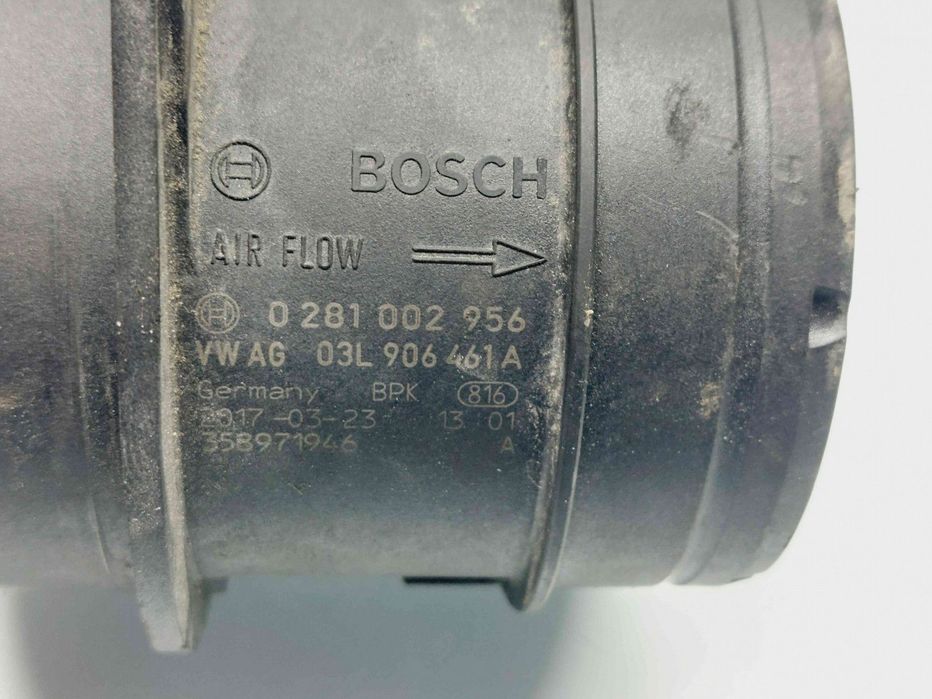 BOSCH
AIR FLOW
0 281 002 956
VW AG 03L 906 461 A
Germany BPK 816
2017-03-23 13 01
358971946 A